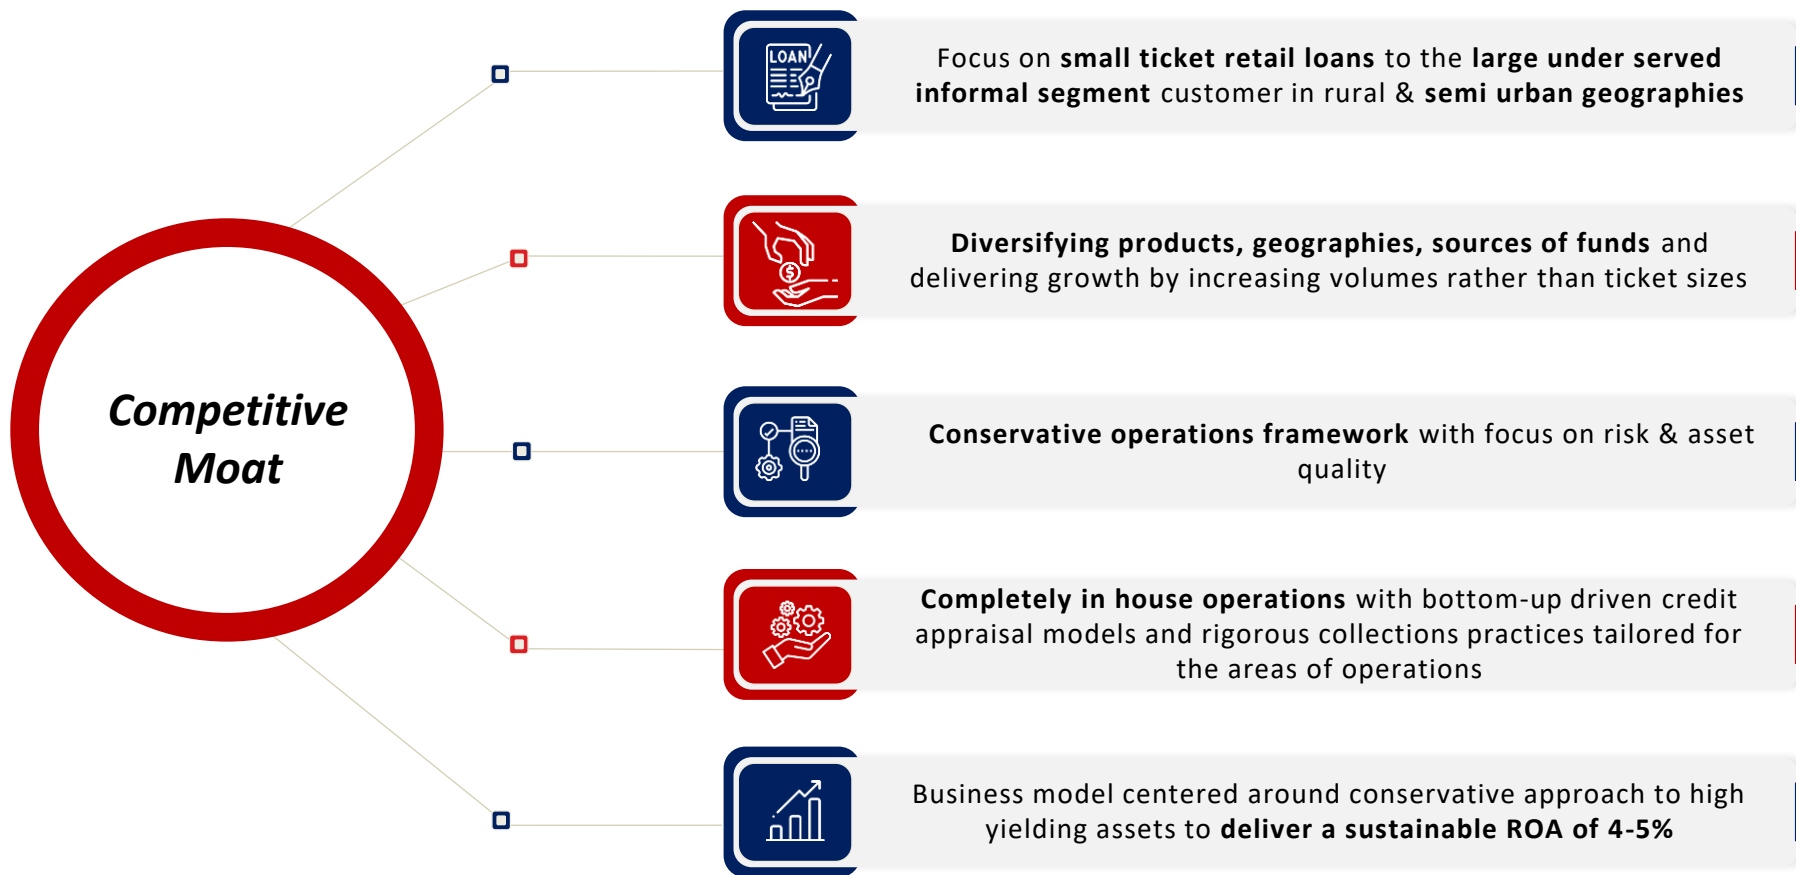 LOAN
Focus on small ticket retail loans to the large under served
informal segment customer in rural & semi urban geographies
$
Diversifying products, geographies, sources of funds and
delivering growth by increasing volumes rather than ticket sizes
Competitive
Moat
Conservative operations framework with focus on risk & asset
quality
Completely in house operations with bottom-up driven credit
appraisal models and rigorous collections practices tailored for
the areas of operations
Business model centered around conservative approach to high
yielding assets to deliver a sustainable ROA of 4-5%